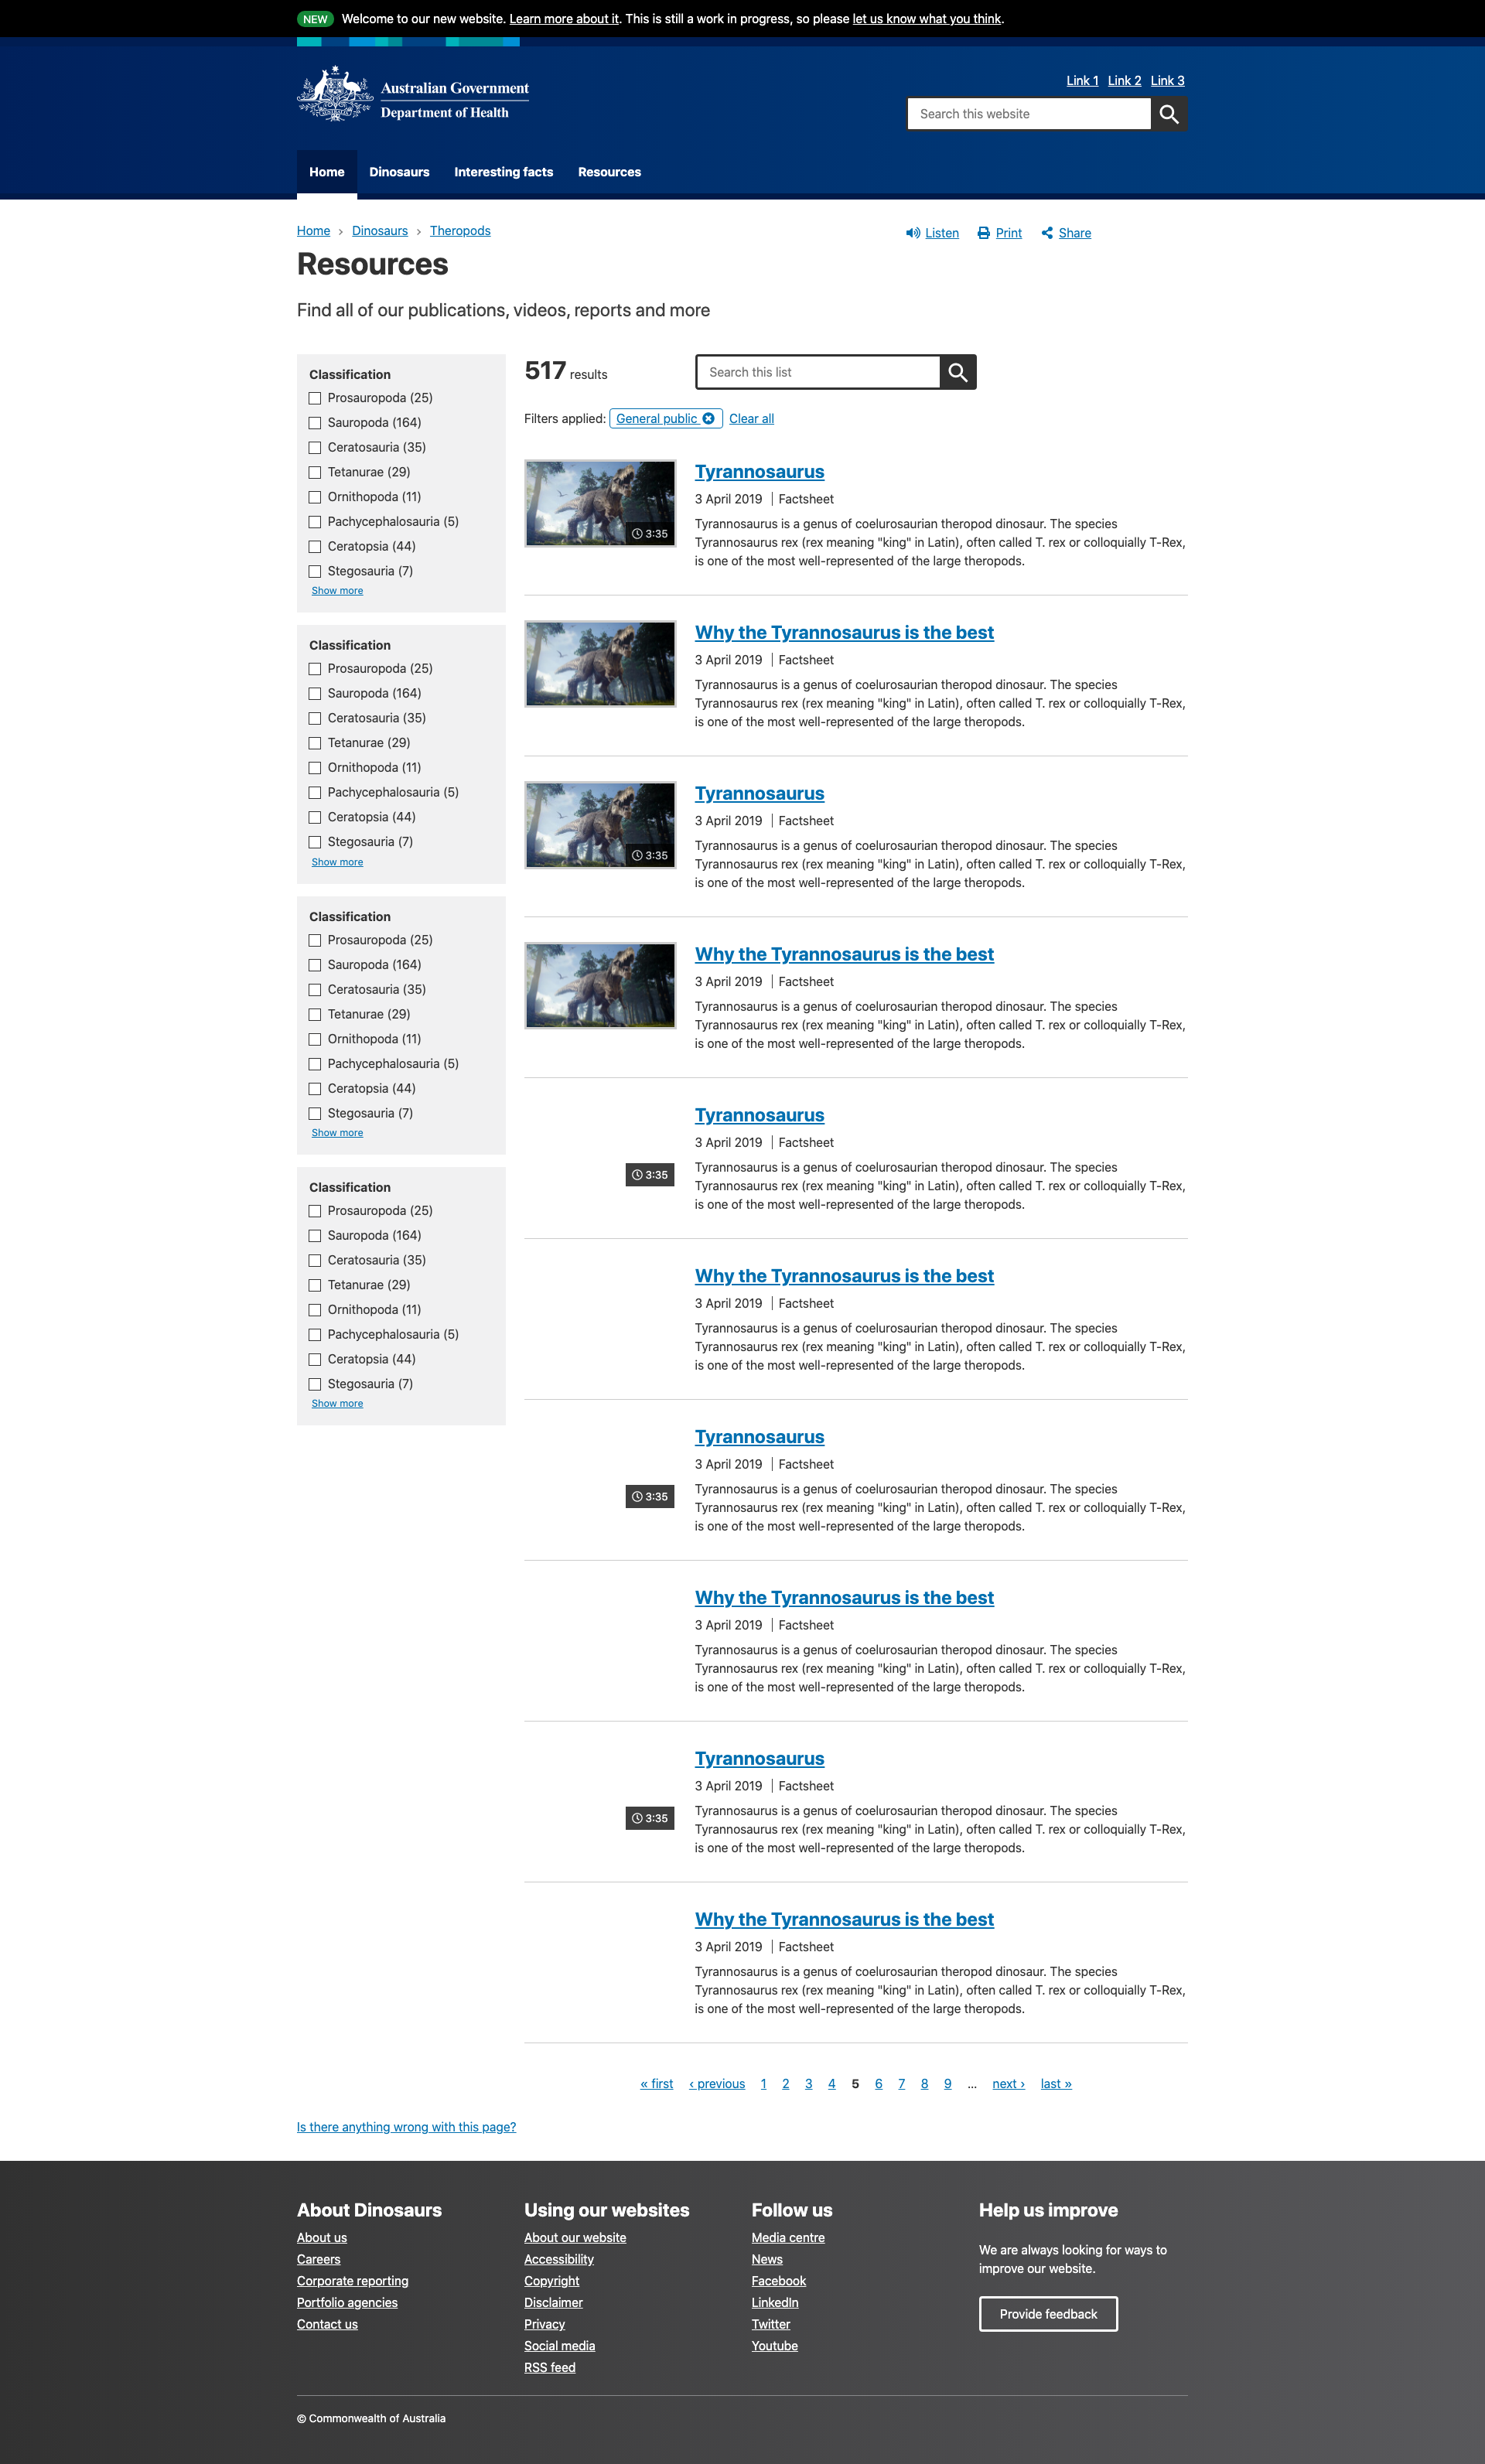 NEW Welcome to our new website. Learn more about it. This is still a work in progress, so please let us know what you think.
Australian Government
Department of Health
Link 1 Link 2 Link 3
Search this website
Home Dinosaurs Interesting facts Resources
Home › Dinosaurs › Theropods
Listen Print Share
Resources
Find all of our publications, videos, reports and more
Classification
Prosauropoda (25)
Sauropoda (164)
Ceratosauria (35)
Tetanurae (29)
Ornithopoda (11)
Pachycephalosauria (5)
Ceratopsia (44)
Stegosauria (7)
Show more
Classification
Prosauropoda (25)
Sauropoda (164)
Ceratosauria (35)
Tetanurae (29)
Ornithopoda (11)
Pachycephalosauria (5)
Ceratopsia (44)
Stegosauria (7)
Show more
Classification
Prosauropoda (25)
Sauropoda (164)
Ceratosauria (35)
Tetanurae (29)
Ornithopoda (11)
Pachycephalosauria (5)
Ceratopsia (44)
Stegosauria (7)
Show more
Classification
Prosauropoda (25)
Sauropoda (164)
Ceratosauria (35)
Tetanurae (29)
Ornithopoda (11)
Pachycephalosauria (5)
Ceratopsia (44)
Stegosauria (7)
Show more
517 results
Search this list
Filters applied: General public Clear all
3:35
Tyrannosaurus
3 April 2019 | Factsheet
Tyrannosaurus is a genus of coelurosaurian theropod dinosaur. The species
Tyrannosaurus rex (rex meaning "king" in Latin), often called T. rex or colloquially T-Rex,
is one of the most well-represented of the large theropods.
Why the Tyrannosaurus is the best
3 April 2019 | Factsheet
Tyrannosaurus is a genus of coelurosaurian theropod dinosaur. The species
Tyrannosaurus rex (rex meaning "king" in Latin), often called T. rex or colloquially T-Rex,
is one of the most well-represented of the large theropods.
3:35
Tyrannosaurus
3 April 2019 | Factsheet
Tyrannosaurus is a genus of coelurosaurian theropod dinosaur. The species
Tyrannosaurus rex (rex meaning "king" in Latin), often called T. rex or colloquially T-Rex,
is one of the most well-represented of the large theropods.
Why the Tyrannosaurus is the best
3 April 2019 | Factsheet
Tyrannosaurus is a genus of coelurosaurian theropod dinosaur. The species
Tyrannosaurus rex (rex meaning "king" in Latin), often called T. rex or colloquially T-Rex,
is one of the most well-represented of the large theropods.
3:35
Tyrannosaurus
3 April 2019 | Factsheet
Tyrannosaurus is a genus of coelurosaurian theropod dinosaur. The species
Tyrannosaurus rex (rex meaning "king" in Latin), often called T. rex or colloquially T-Rex,
is one of the most well-represented of the large theropods.
Why the Tyrannosaurus is the best
3 April 2019 | Factsheet
Tyrannosaurus is a genus of coelurosaurian theropod dinosaur. The species
Tyrannosaurus rex (rex meaning "king" in Latin), often called T. rex or colloquially T-Rex,
is one of the most well-represented of the large theropods.
3:35
Tyrannosaurus
3 April 2019 | Factsheet
Tyrannosaurus is a genus of coelurosaurian theropod dinosaur. The species
Tyrannosaurus rex (rex meaning "king" in Latin), often called T. rex or colloquially T-Rex,
is one of the most well-represented of the large theropods.
Why the Tyrannosaurus is the best
3 April 2019 | Factsheet
Tyrannosaurus is a genus of coelurosaurian theropod dinosaur. The species
Tyrannosaurus rex (rex meaning "king" in Latin), often called T. rex or colloquially T-Rex,
is one of the most well-represented of the large theropods.
3:35
Tyrannosaurus
3 April 2019 | Factsheet
Tyrannosaurus is a genus of coelurosaurian theropod dinosaur. The species
Tyrannosaurus rex (rex meaning "king" in Latin), often called T. rex or colloquially T-Rex,
is one of the most well-represented of the large theropods.
Why the Tyrannosaurus is the best
3 April 2019 | Factsheet
Tyrannosaurus is a genus of coelurosaurian theropod dinosaur. The species
Tyrannosaurus rex (rex meaning "king" in Latin), often called T. rex or colloquially T-Rex,
is one of the most well-represented of the large theropods.
« first ‹ previous 1 2 3 4 5 6 7 8 9 … next › last »
Is there anything wrong with this page?
About Dinosaurs
About us
Careers
Corporate reporting
Portfolio agencies
Contact us
Using our websites
About our website
Accessibility
Copyright
Disclaimer
Privacy
Social media
RSS feed
Follow us
Media centre
News
Facebook
LinkedIn
Twitter
Youtube
Help us improve
We are always looking for ways to
improve our website.
Provide feedback
© Commonwealth of Australia